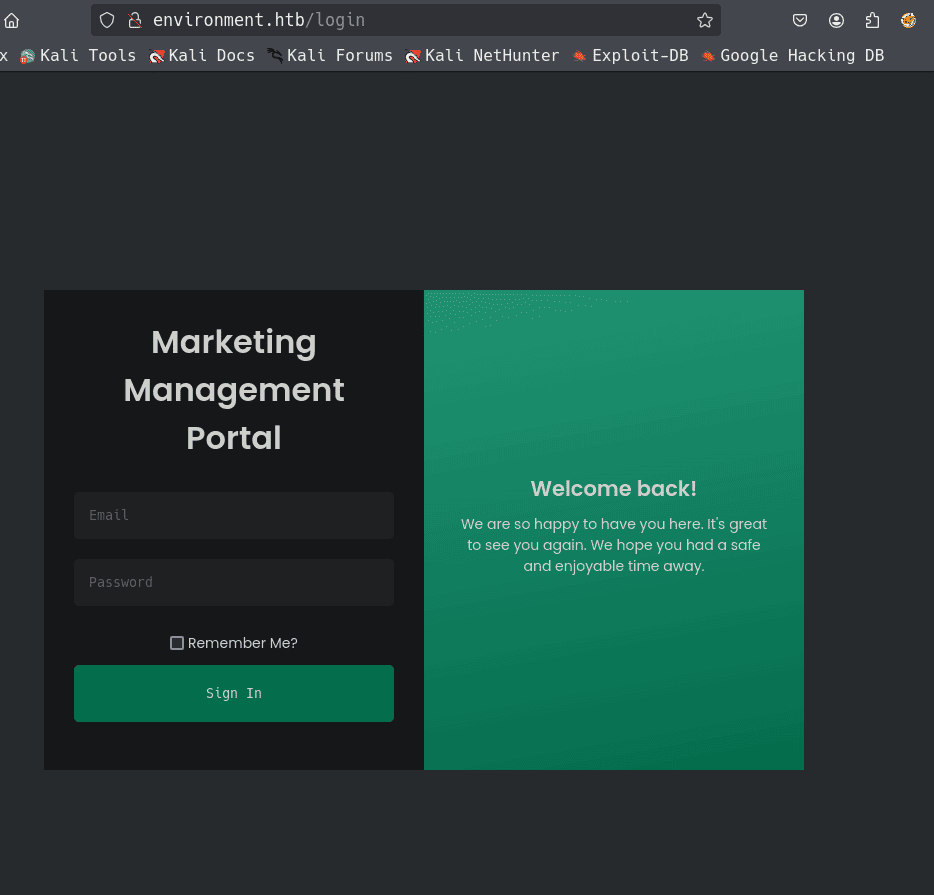 environment.htb/login
x Kali Tools Kali Docs Kali Forums Kali NetHunter Exploit-DB Google Hacking DB
Marketing
Management
Portal
Email
Password
Remember Me?
Sign In
Welcome back!
We are so happy to have you here. It's great
to see you again. We hope you had a safe
and enjoyable time away.